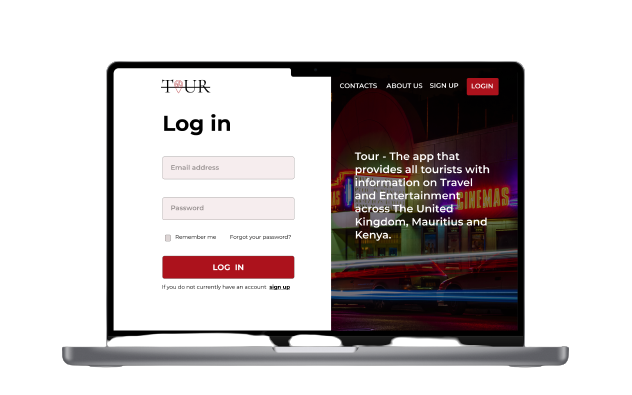 TOUR
CONTACTS ABOUT US SIGN UP LOGIN
Log in
Email address
Password
Remember me Forgot your password?
LOG IN
If you do not currently have an account sign up
Tour - The app that
provides all tourists with
information on Travel
and Entertainment
across The United
Kingdom, Mauritius and
Kenya.
CINEMAS